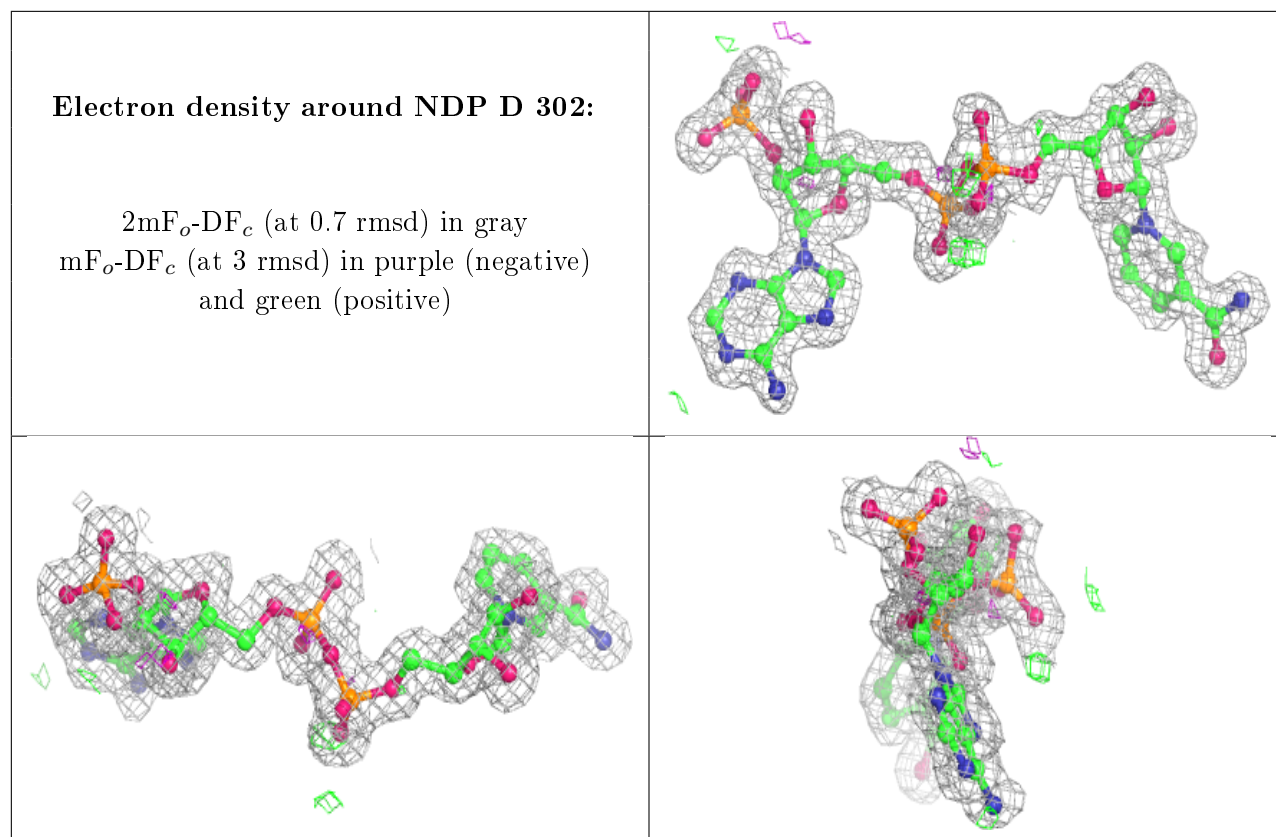 Electron density around NDP D 302:
2mFₒ-DF𝒸 (at 0.7 rmsd) in gray
mFₒ-DF𝒸 (at 3 rmsd) in purple (negative)
and green (positive)